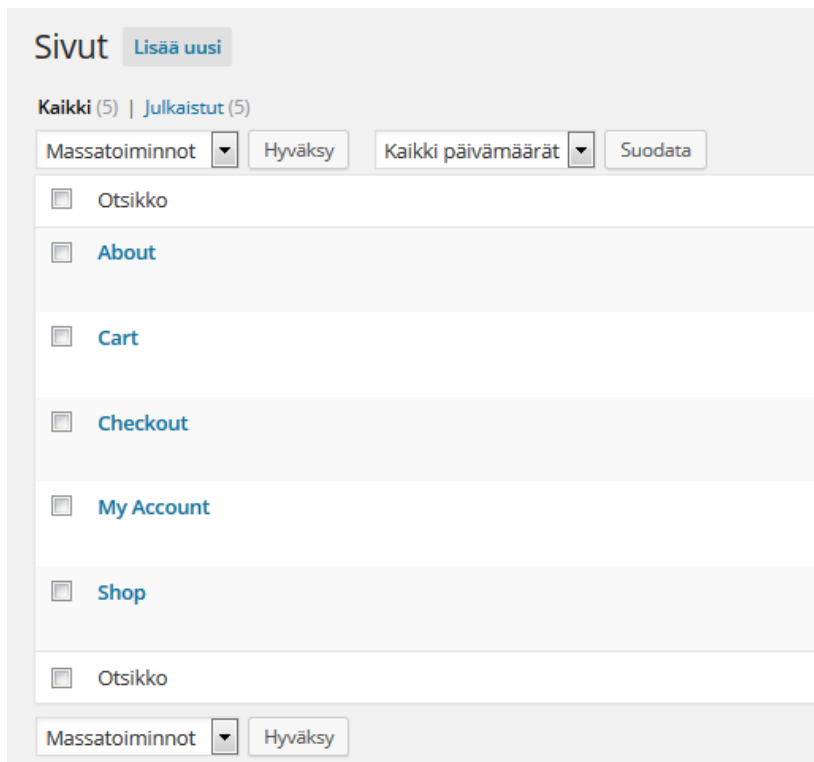 Sivut Lisää uusi
Kaikki (5) | Julkaistut (5)
Massatoiminnot Hyväksy Kaikki päivämäärät Suodata
Otsikko
About
Cart
Checkout
My Account
Shop
Otsikko
Massatoiminnot Hyväksy